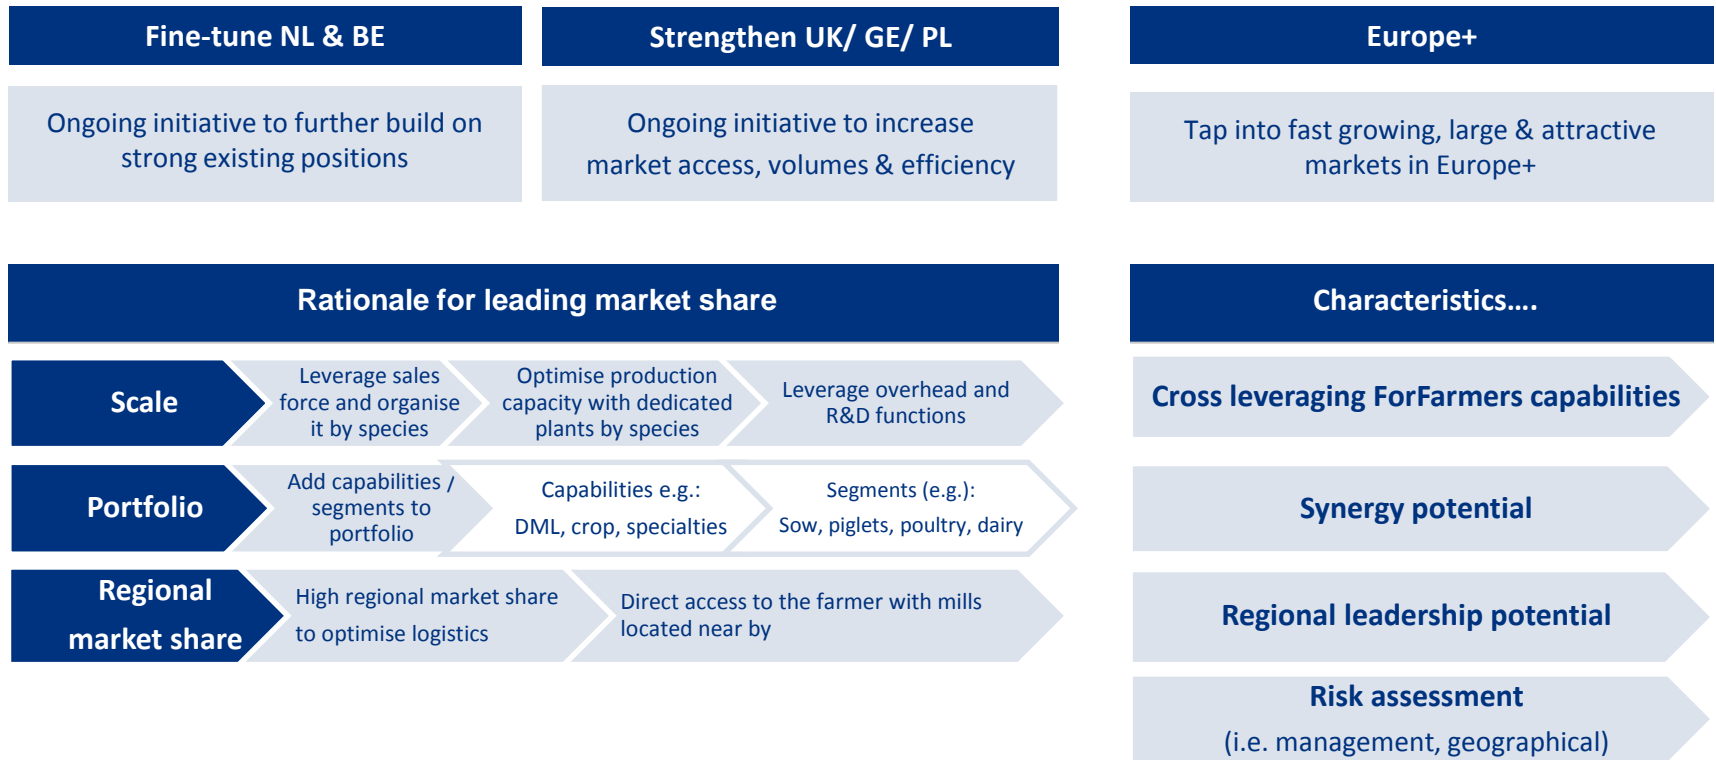 Fine-tune NL & BE
Strengthen UK/ GE/ PL
Europe+
Ongoing initiative to further build on
strong existing positions
Ongoing initiative to increase
market access, volumes & efficiency
Tap into fast growing, large & attractive
markets in Europe+
Rationale for leading market share
Scale
Leverage sales
force and organise
it by species
Optimise production
capacity with dedicated
plants by species
Leverage overhead and
R&D functions
Portfolio
Add capabilities /
segments to
portfolio
Capabilities e.g.:
DML, crop, specialties
Segments (e.g.):
Sow, piglets, poultry, dairy
Regional
market share
High regional market share
to optimise logistics
Direct access to the farmer with mills
located near by
Characteristics....
Cross leveraging ForFarmers capabilities
Synergy potential
Regional leadership potential
Risk assessment
(i.e. management, geographical)